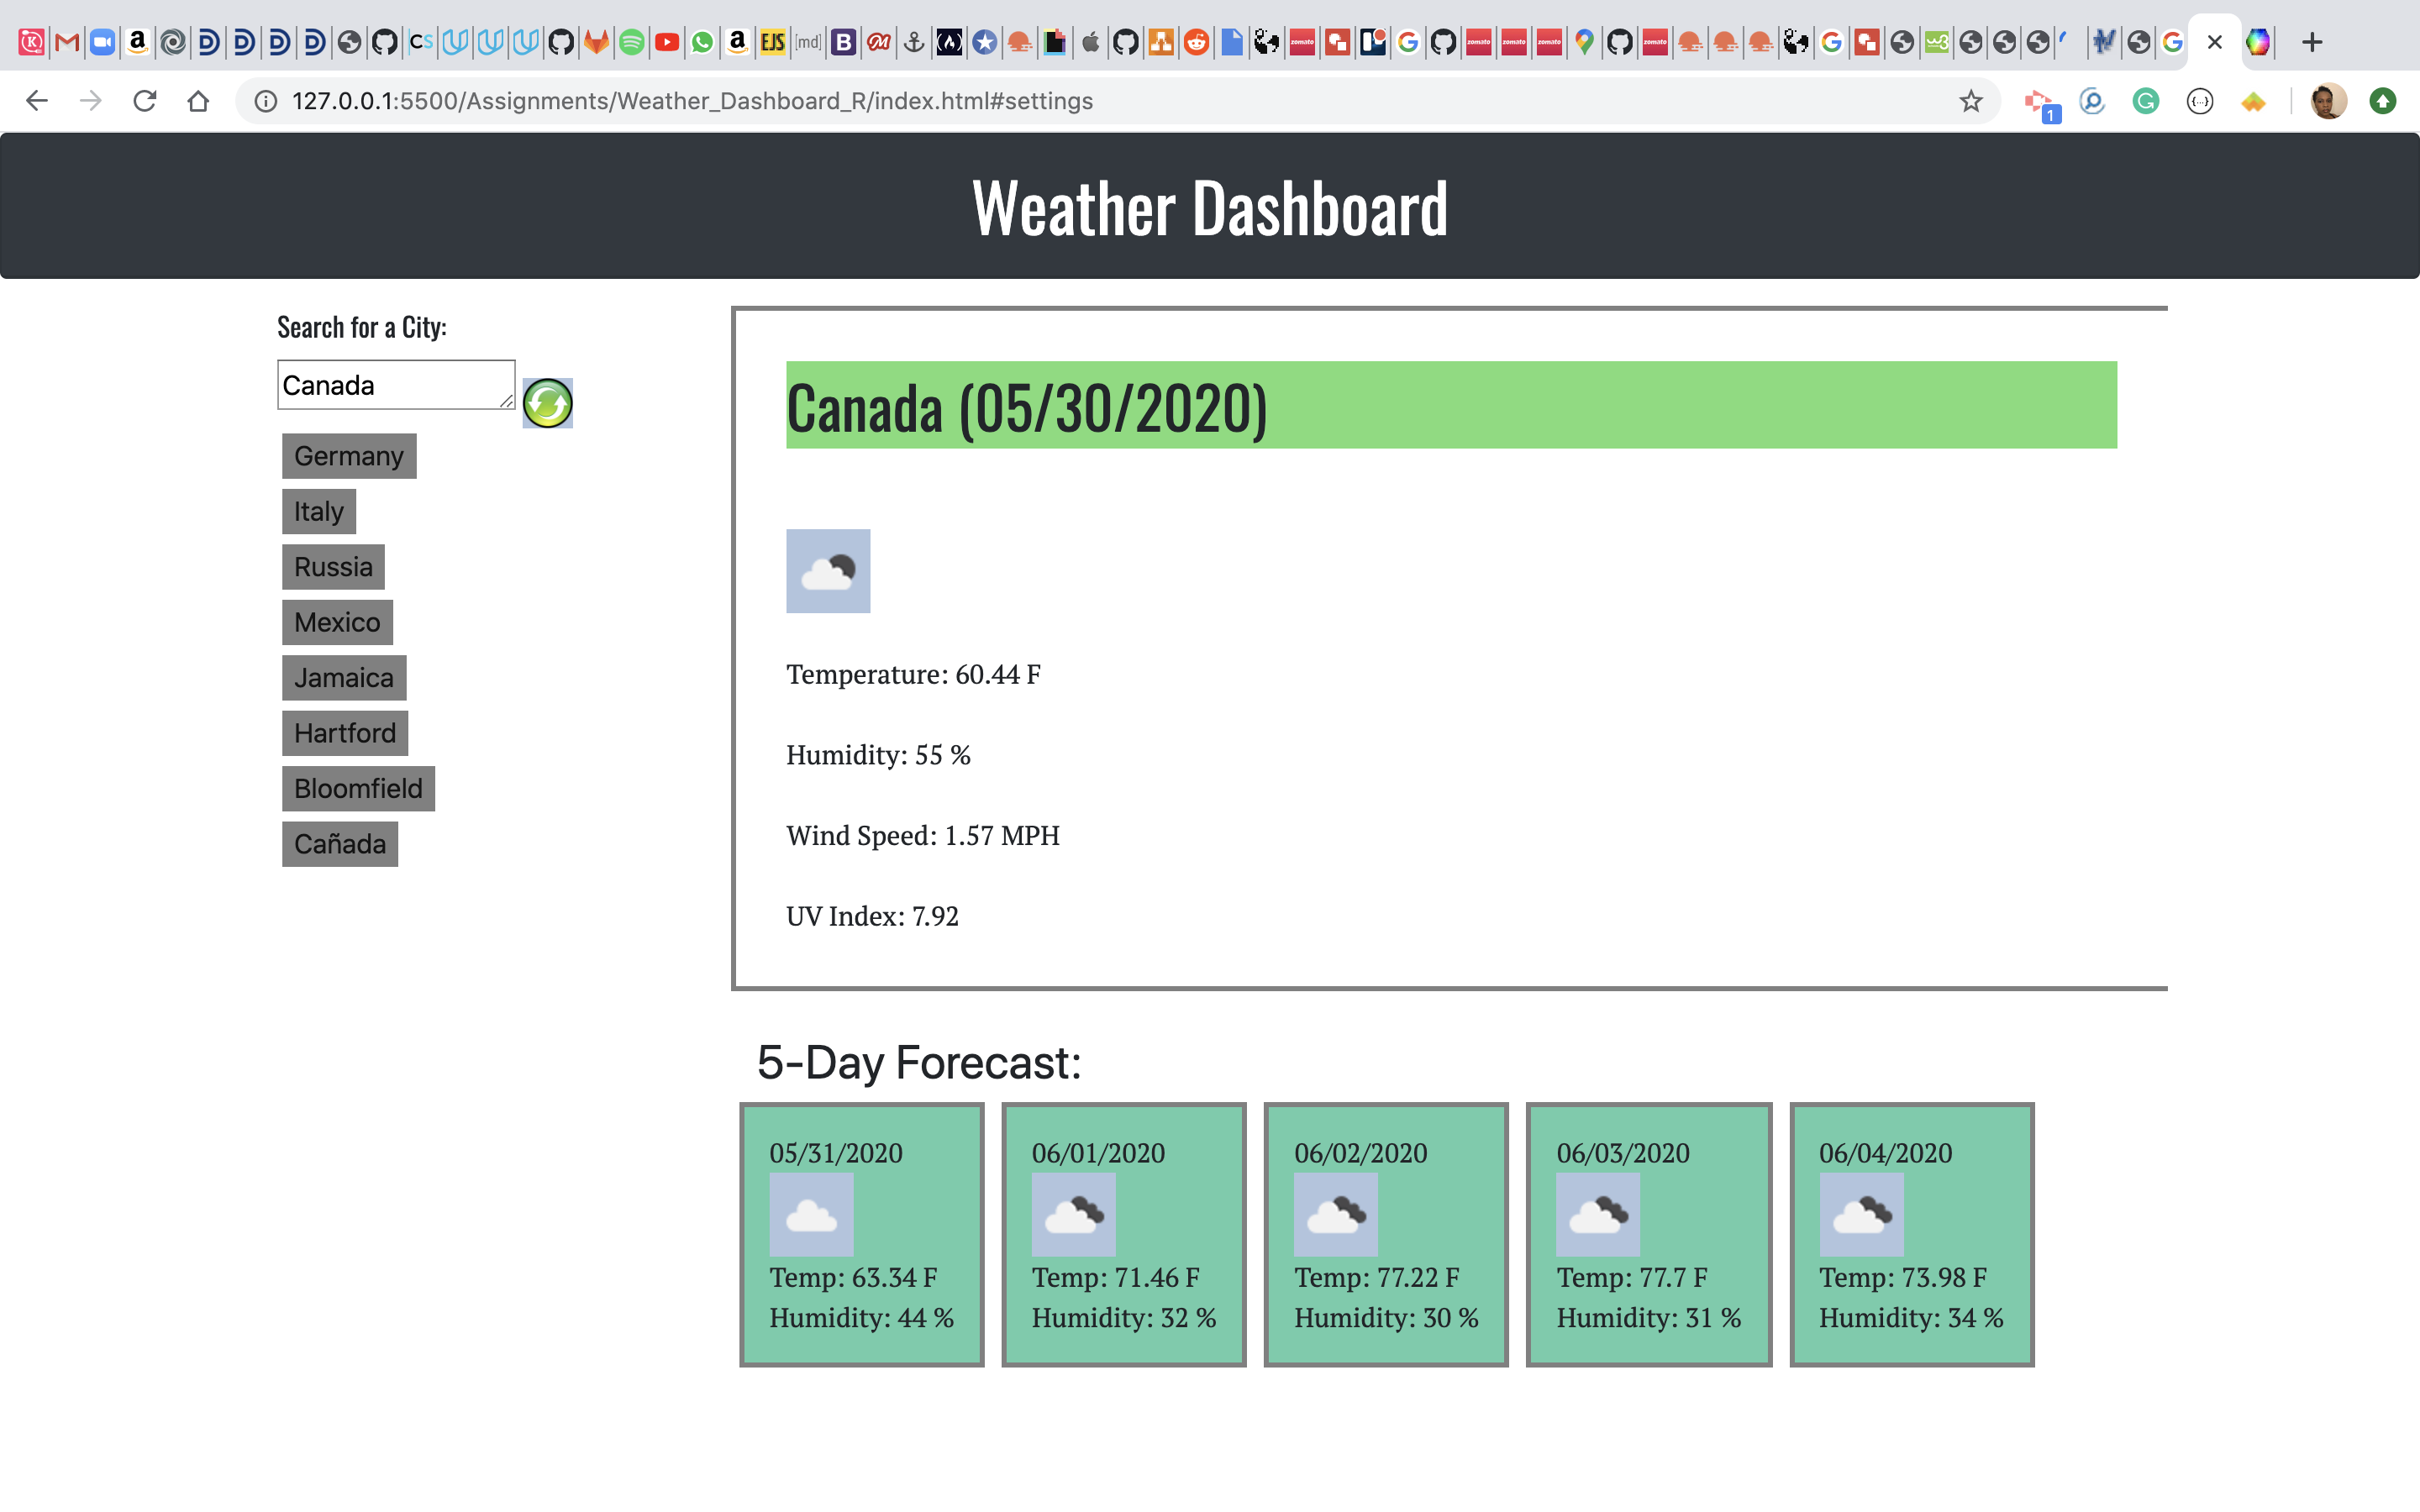 127.0.0.1:5500/Assignments/Weather_Dashboard_R/index.html#settings
1
Weather Dashboard
Search for a City:
Canada
Germany
Italy
Russia
Mexico
Jamaica
Hartford
Bloomfield
Cañada
Canada (05/30/2020)
Temperature: 60.44 F
Humidity: 55 %
Wind Speed: 1.57 MPH
UV Index: 7.92
5-Day Forecast:
05/31/2020
Temp: 63.34 F
Humidity: 44 %
06/01/2020
Temp: 71.46 F
Humidity: 32 %
06/02/2020
Temp: 77.22 F
Humidity: 30 %
06/03/2020
Temp: 77.7 F
Humidity: 31 %
06/04/2020
Temp: 73.98 F
Humidity: 34 %